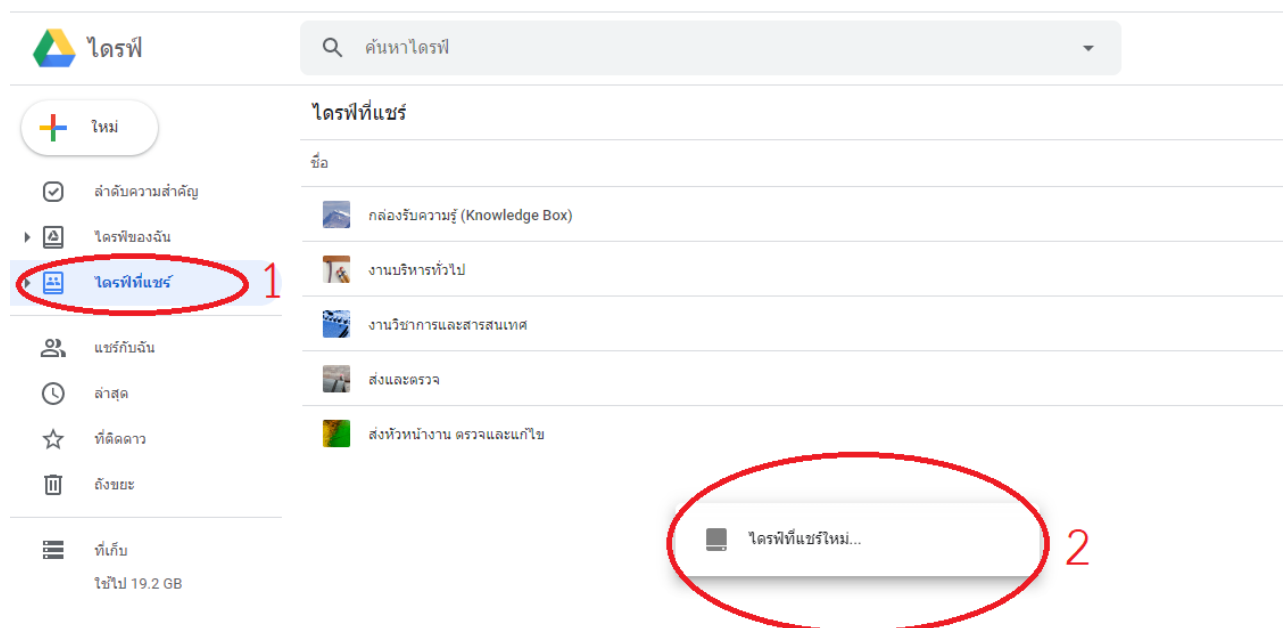 ไดรฟ์
ค้นหาไดรฟ์
ใหม่
ไดรฟ์ที่แชร์
ชื่อ
ลำดับความสำคัญ
กล่องรับความรู้ (Knowledge Box)
ไดรฟ์ของฉัน
งานบริหารทั่วไป
ไดรฟ์ที่แชร์
1
งานวิชาการและสารสนเทศ
แชร์กับฉัน
ส่งและตรวจ
ล่าสุด
ที่ติดดาว
ส่งหัวหน้างาน ตรวจและแก้ไข
ถังขยะ
ไดรฟ์ที่แชร์ใหม่...
2
ที่เก็บ
ใช้ไป 19.2 GB